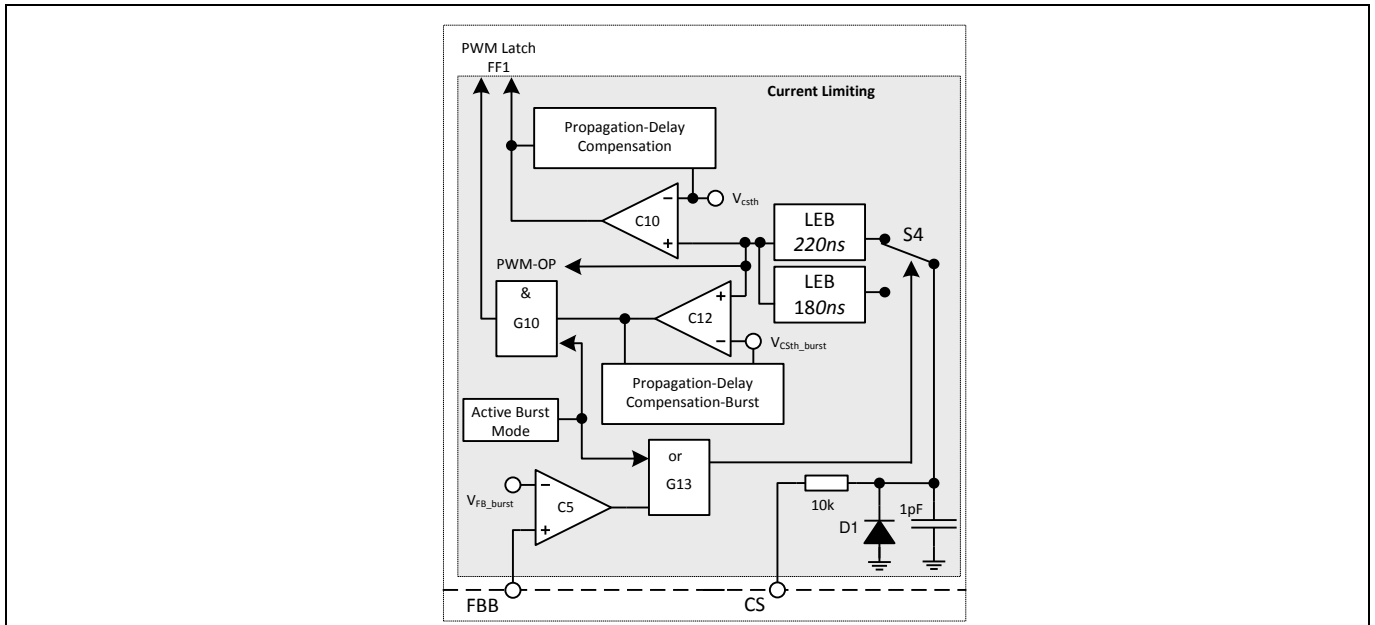 PWM Latch
FF1
Current Limiting
Propagation-Delay
Compensation
−
Vcsth
C10
+
LEB
220ns
S4
PWM-OP
LEB
180ns
&
G10
+
C12
−
VCSth_burst
Propagation-Delay
Compensation-Burst
Active Burst
Mode
or
G13
VFB_burst
−
C5
+
10k
D1
1pF
FBB
CS